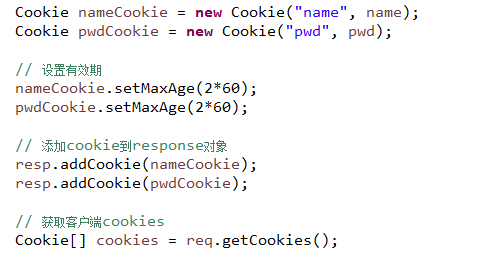 Cookie nameCookie = new Cookie("name", name);
Cookie pwdCookie = new Cookie("pwd", pwd);
// 设置有效期
nameCookie.setMaxAge(2*60);
pwdCookie.setMaxAge(2*60);
// 添加cookie到response对象
resp.addCookie(nameCookie);
resp.addCookie(pwdCookie);
// 获取客户端cookies
Cookie[] cookies = req.getCookies();